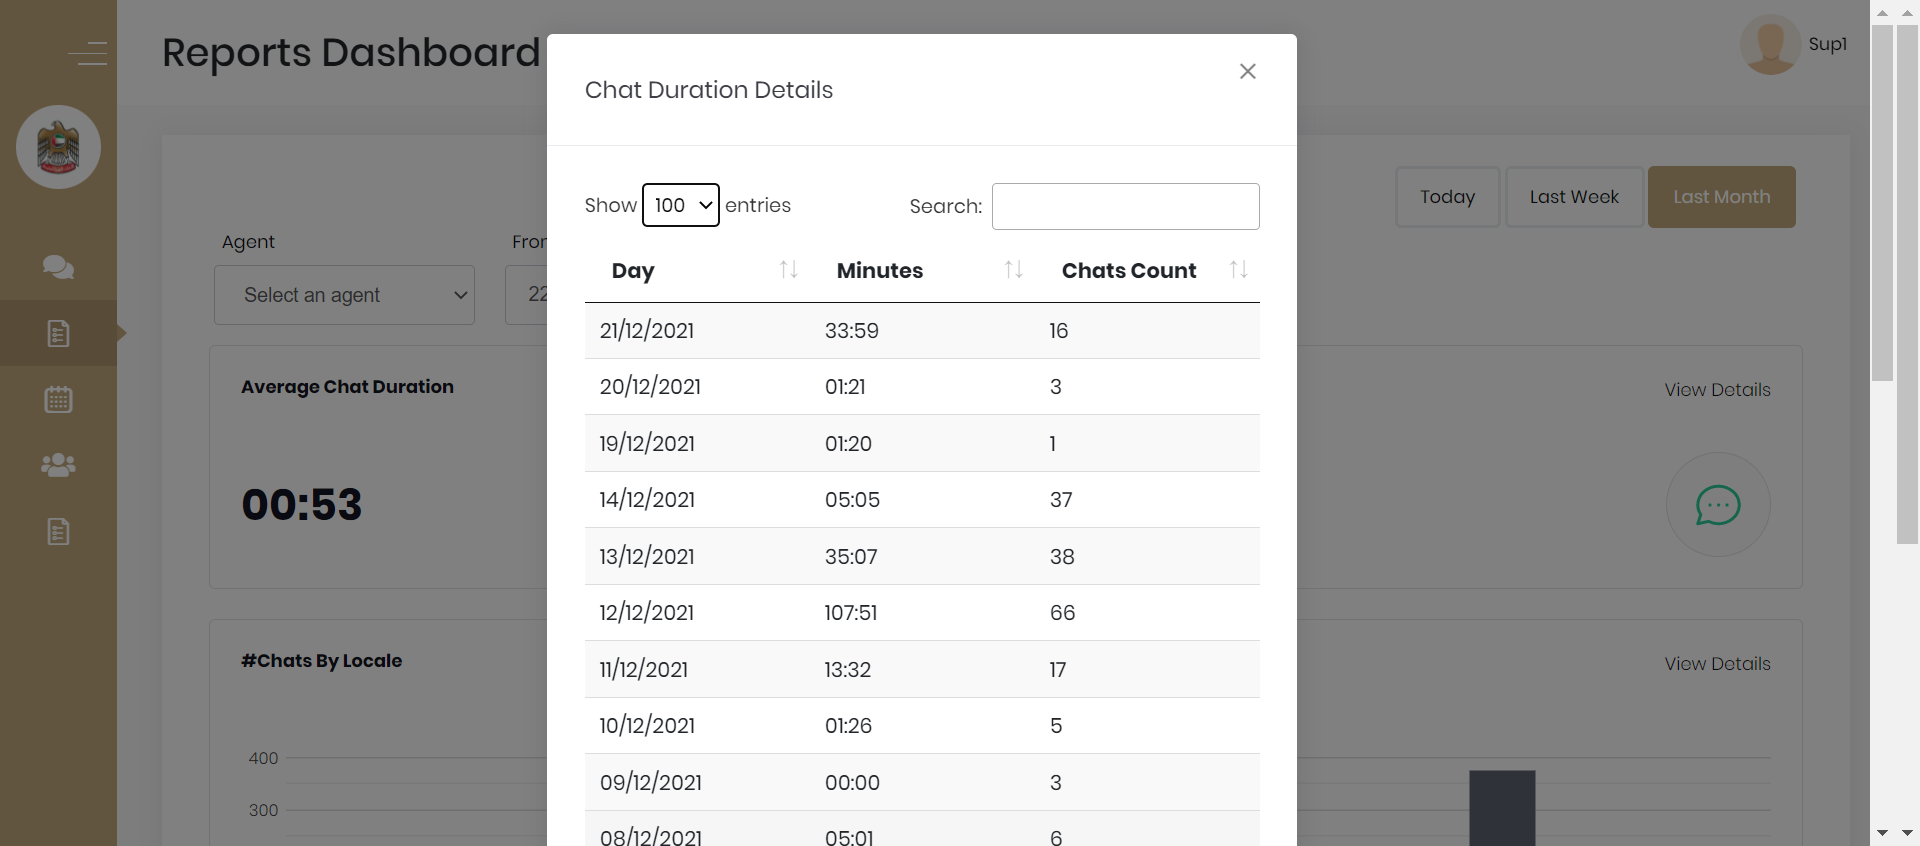 Reports Dashboard
Sup1
Chat Duration Details
Today
Last Week
Last Month
Show 100 entries
Search:
Agent
Select an agent
22
Day Minutes Chats Count
21/12/2021 33:59 16
20/12/2021 01:21 3
19/12/2021 01:20 1
14/12/2021 05:05 37
13/12/2021 35:07 38
12/12/2021 107:51 66
11/12/2021 13:32 17
10/12/2021 01:26 5
09/12/2021 00:00 3
08/12/2021 05:01 6
Average Chat Duration
View Details
00:53
#Chats By Locale
View Details
400
300